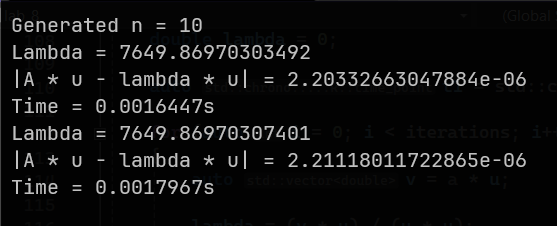 Generated n = 10
Lambda = 7649.86970303492
|A * u - lambda * u| = 2.20332663047884e-06
Time = 0.0016447s
Lambda = 7649.86970307401
|A * u - lambda * u| = 2.21118011722865e-06
Time = 0.0017967s